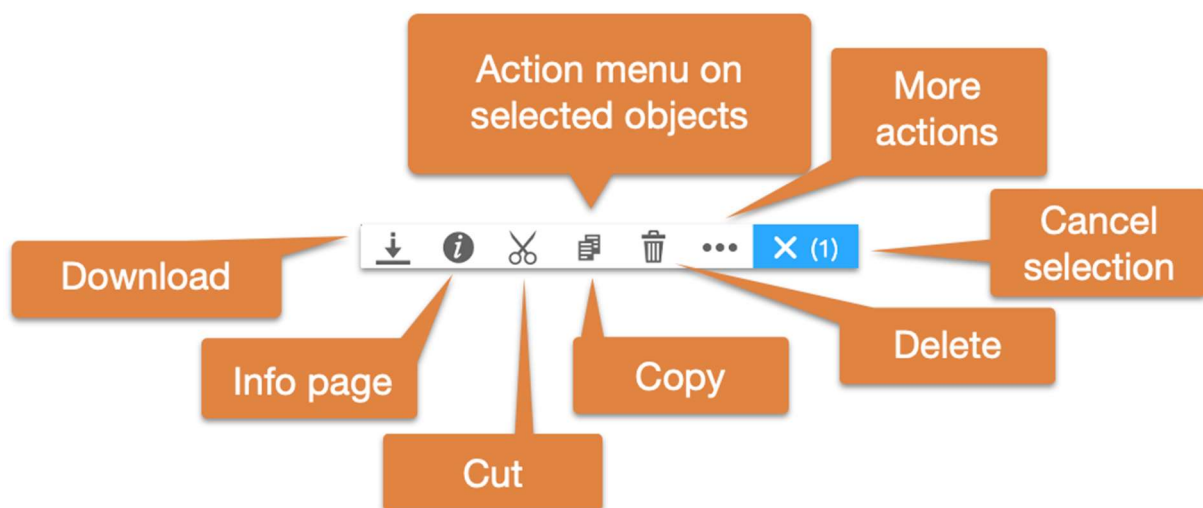 Action menu on
selected objects
More
actions
Cancel
selection
Download
(1)
Info page
Cut
Copy
Delete